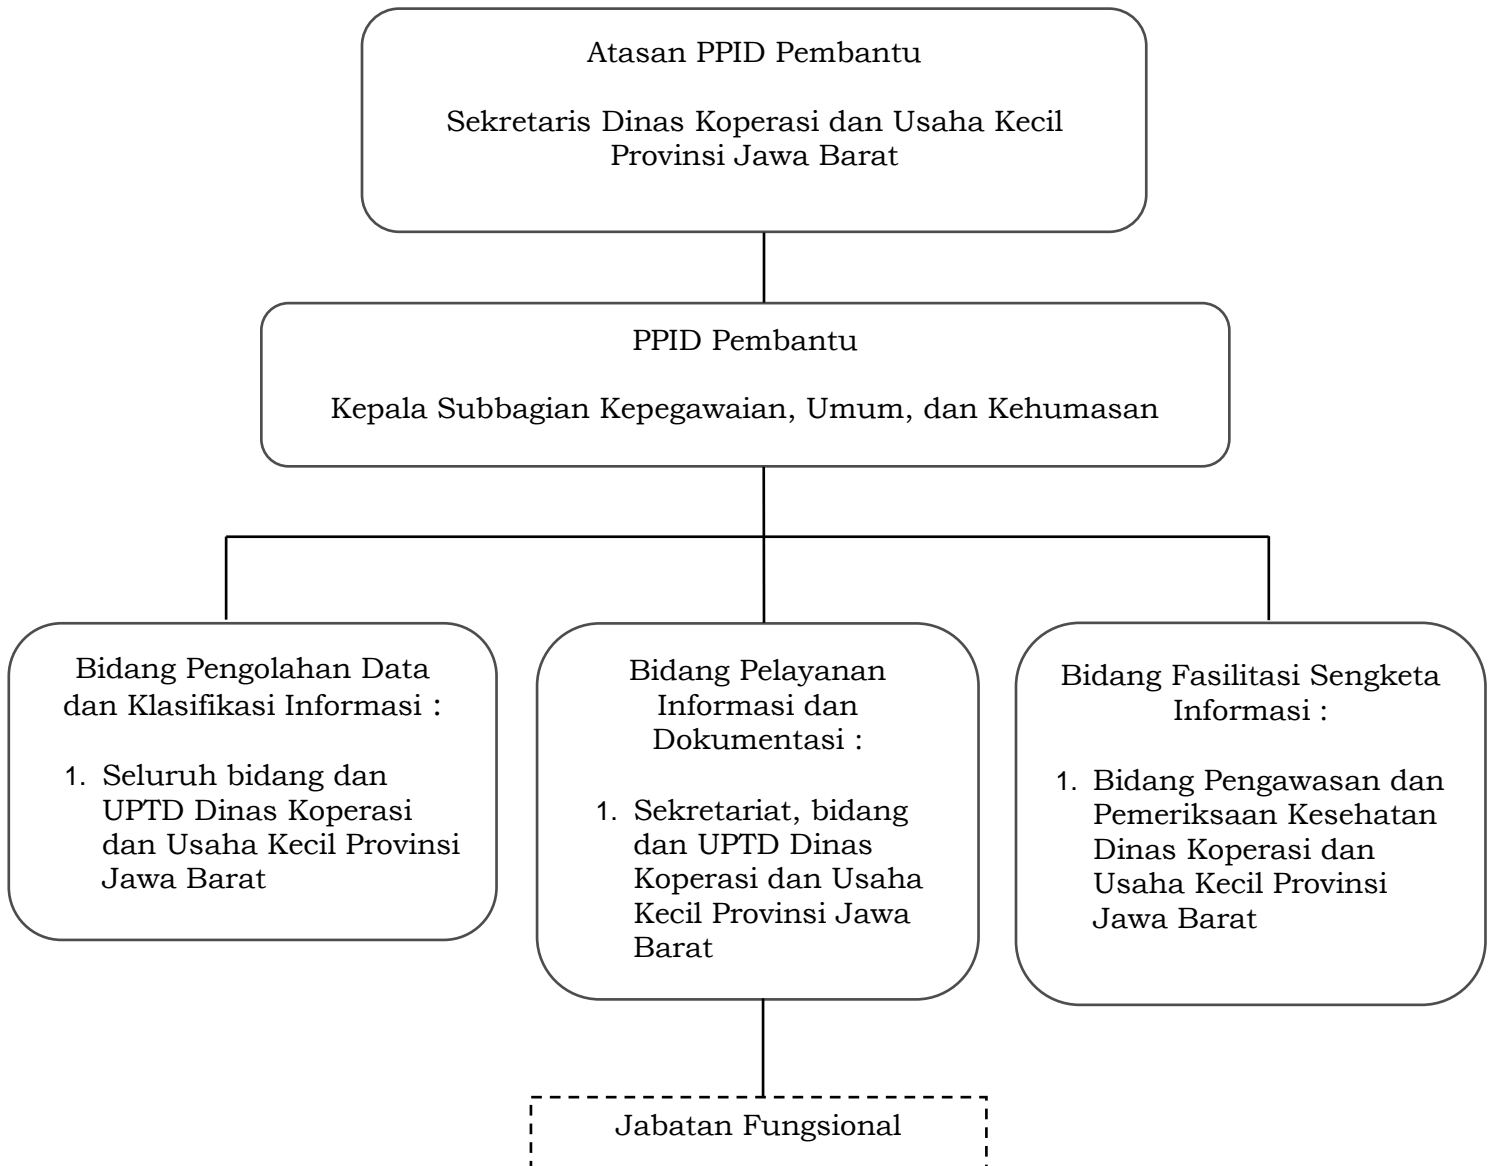 Atasan PPID Pembantu
Sekretaris Dinas Koperasi dan Usaha Kecil
Provinsi Jawa Barat
PPID Pembantu
Kepala Subbagian Kepegawaian, Umum, dan Kehumasan
Bidang Pengolahan Data
dan Klasifikasi Informasi :
1. Seluruh bidang dan
UPTD Dinas Koperasi
dan Usaha Kecil Provinsi
Jawa Barat
Bidang Pelayanan
Informasi dan
Dokumentasi :
1. Sekretariat, bidang
dan UPTD Dinas
Koperasi dan Usaha
Kecil Provinsi Jawa
Barat
Bidang Fasilitasi Sengketa
Informasi :
1. Bidang Pengawasan dan
Pemeriksaan Kesehatan
Dinas Koperasi dan
Usaha Kecil Provinsi
Jawa Barat
Jabatan Fungsional